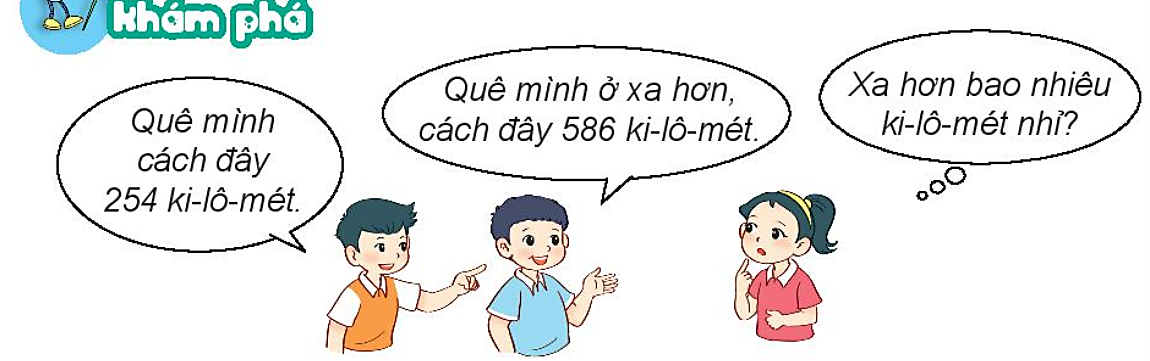 khám phá
Quê mình
cách đây
254 ki-lô-mét.
Quê mình ở xa hơn,
cách đây 586 ki-lô-mét.
Xa hơn bao nhiêu
ki-lô-mét nhỉ?